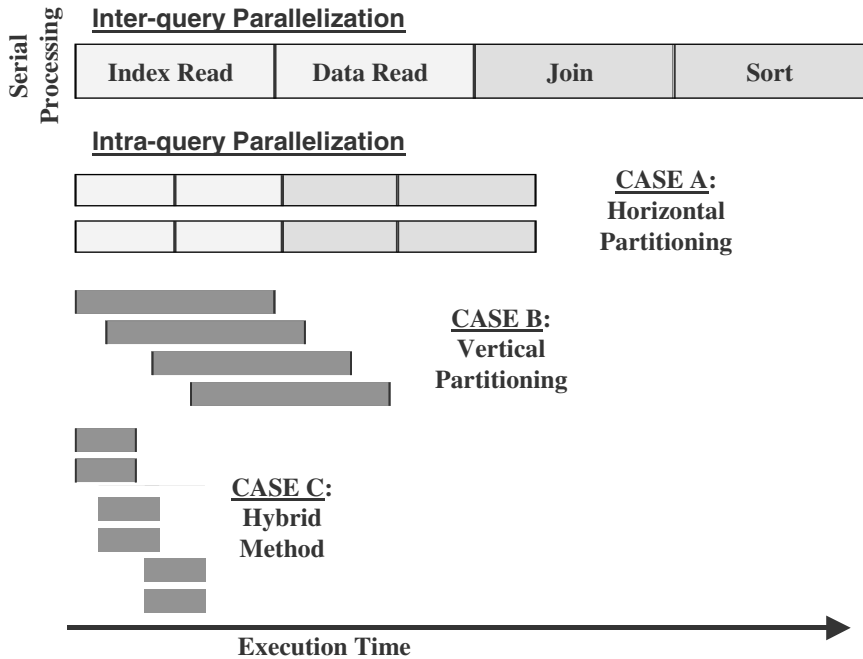 Serial
Processing
Inter-query Parallelization
Index Read
Data Read
Join
Sort
Intra-query Parallelization
CASE A:
Horizontal
Partitioning
CASE B:
Vertical
Partitioning
CASE C:
Hybrid
Method
Execution Time